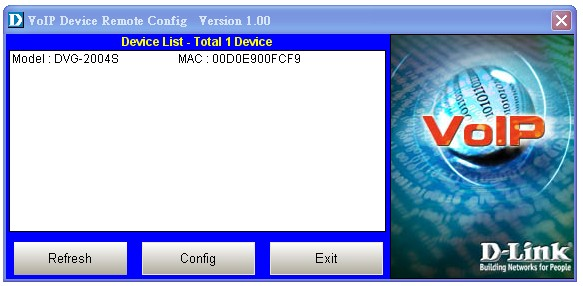 VoIP Device Remote Config Version 1.00
Device List - Total 1 Device
Model : DVG-2004S MAC : 00D0E900FCF9
VoIP
Refresh Config Exit
D-Link
Building Networks for People